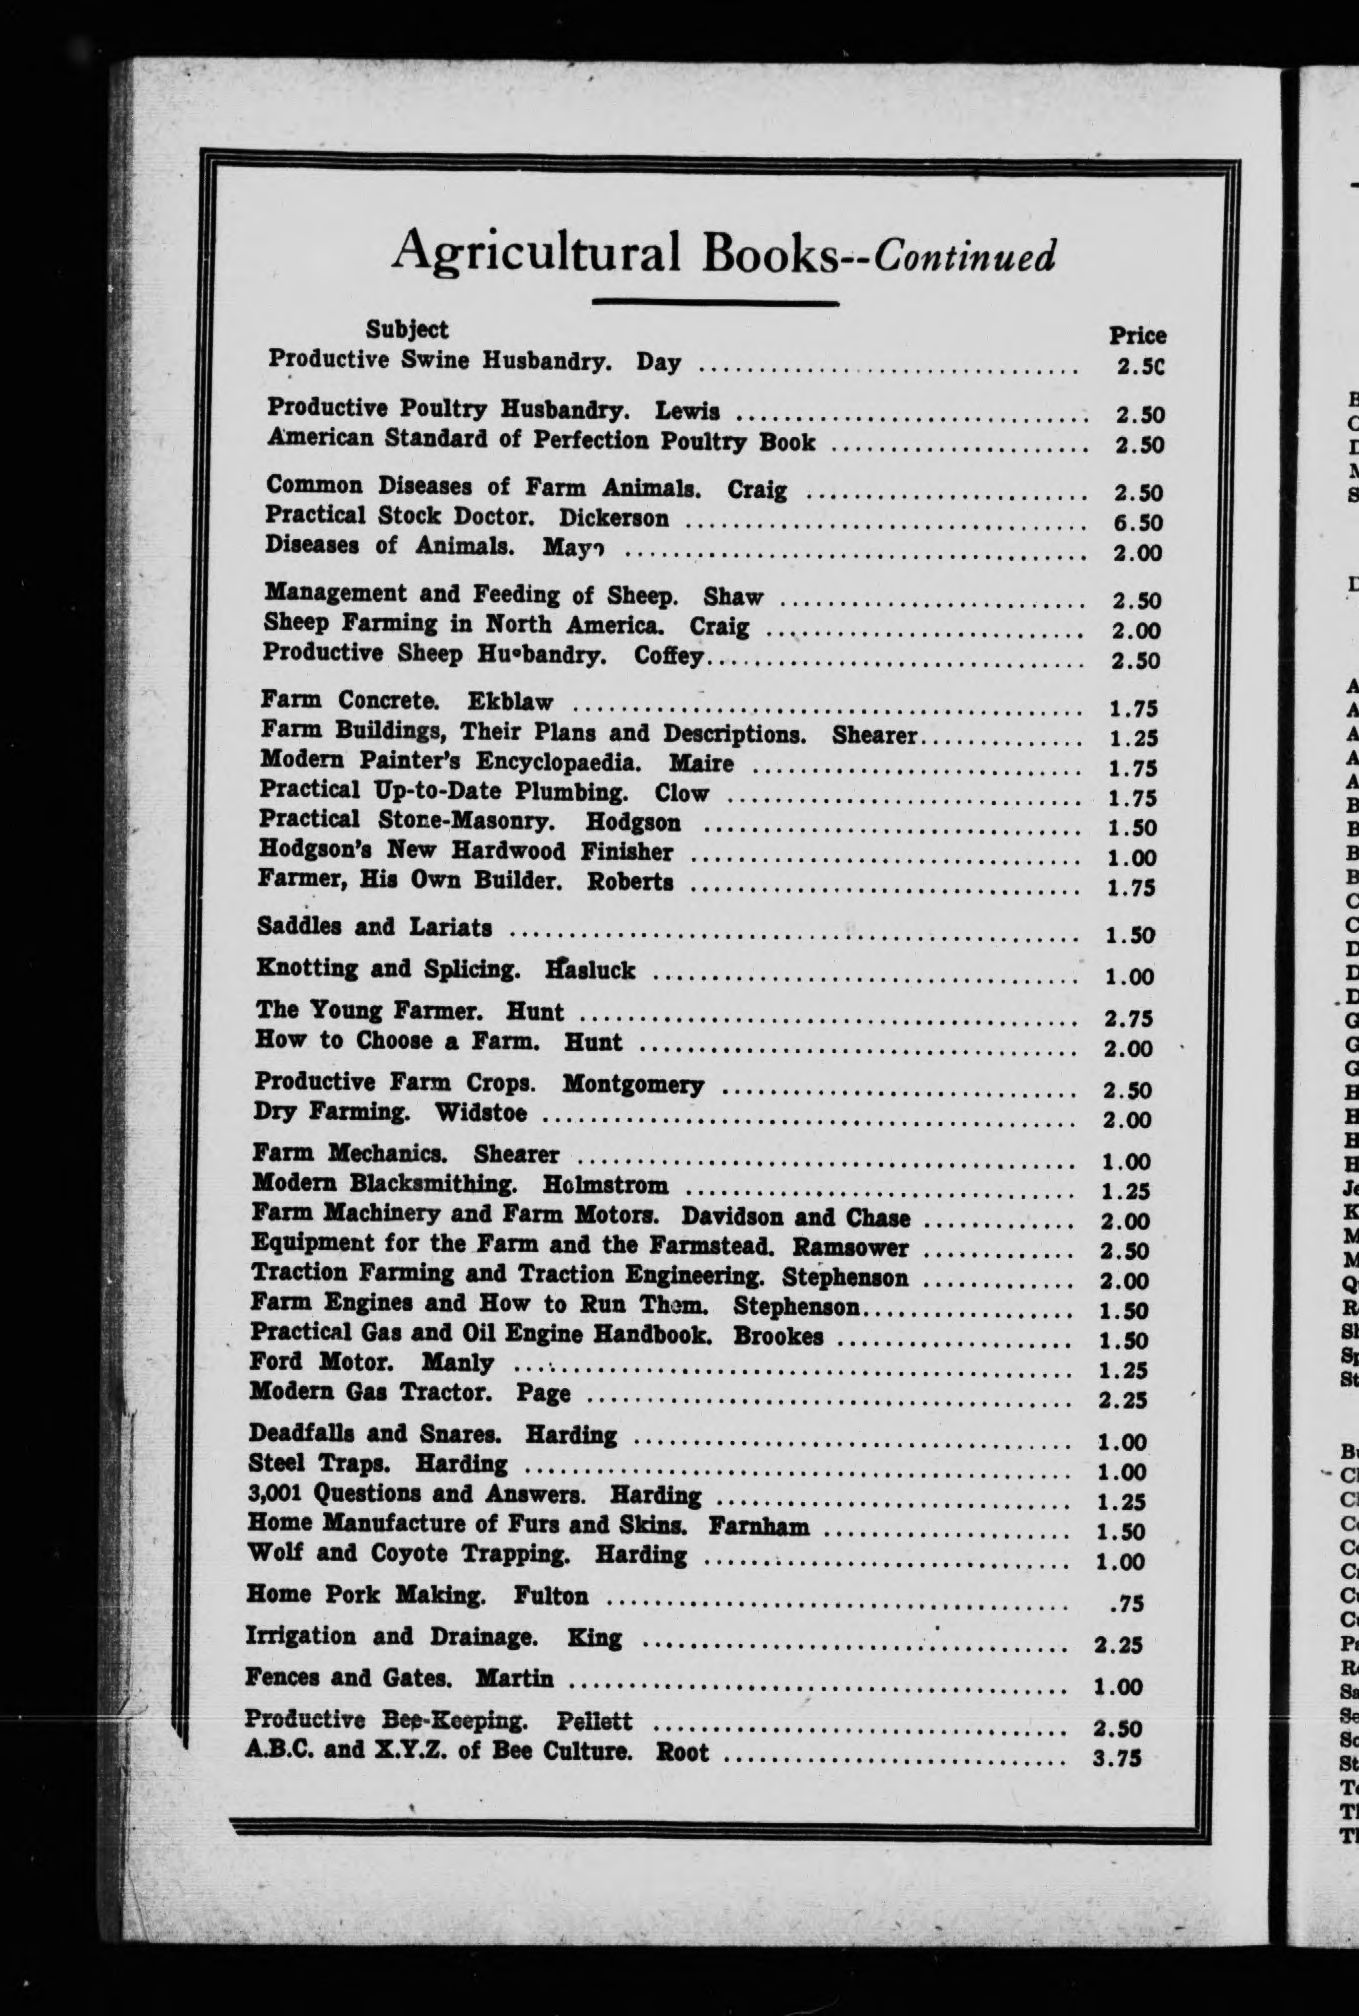 Agricultural Books--Continued
Subject Price
Productive Swine Husbandry. Day ................................ 2.50
Productive Poultry Husbandry. Lewis .............................. 2.50
American Standard of Perfection Poultry Book ...................... 2.50
Common Diseases of Farm Animals. Craig ........................ 2.50
Practical Stock Doctor. Dickerson .................................. 6.50
Diseases of Animals. Mayo ....................................... 2.00
Management and Feeding of Sheep. Shaw .......................... 2.50
Sheep Farming in North America. Craig ........................... 2.00
Productive Sheep Husbandry. Coffey................................ 2.50
Farm Concrete. Ekblaw ........................................... 1.75
Farm Buildings, Their Plans and Descriptions. Shearer.............. 1.25
Modern Painter's Encyclopaedia. Maire ............................ 1.75
Practical Up-to-Date Plumbing. Clow .............................. 1.75
Practical Stone-Masonry. Hodgson ................................ 1.50
Hodgson's New Hardwood Finisher ................................. 1.00
Farmer, His Own Builder. Roberts ................................. 1.75
Saddles and Lariats ................................................ 1.50
Knotting and Splicing. Hasluck .................................... 1.00
The Young Farmer. Hunt .......................................... 2.75
How to Choose a Farm. Hunt ..................................... 2.00
Productive Farm Crops. Montgomery .............................. 2.50
Dry Farming. Widstoe ............................................. 2.00
Farm Mechanics. Shearer .......................................... 1.00
Modern Blacksmithing. Holmstrom ................................. 1.25
Farm Machinery and Farm Motors. Davidson and Chase ............. 2.00
Equipment for the Farm and the Farmstead. Ramsower ............. 2.50
Traction Farming and Traction Engineering. Stephenson ............. 2.00
Farm Engines and How to Run Them. Stephenson.................. 1.50
Practical Gas and Oil Engine Handbook. Brookes .................... 1.50
Ford Motor. Manly ............................................... 1.25
Modern Gas Tractor. Page ......................................... 2.25
Deadfalls and Snares. Harding ..................................... 1.00
Steel Traps. Harding .............................................. 1.00
3,001 Questions and Answers. Harding .............................. 1.25
Home Manufacture of Furs and Skins. Farnham ..................... 1.50
Wolf and Coyote Trapping. Harding ............................... 1.00
Home Pork Making. Fulton ....................................... .75
Irrigation and Drainage. King .................................... 2.25
Fences and Gates. Martin .......................................... 1.00
Productive Bee-Keeping. Pellett ................................... 2.50
A.B.C. and X.Y.Z. of Bee Culture. Root ............................. 3.75